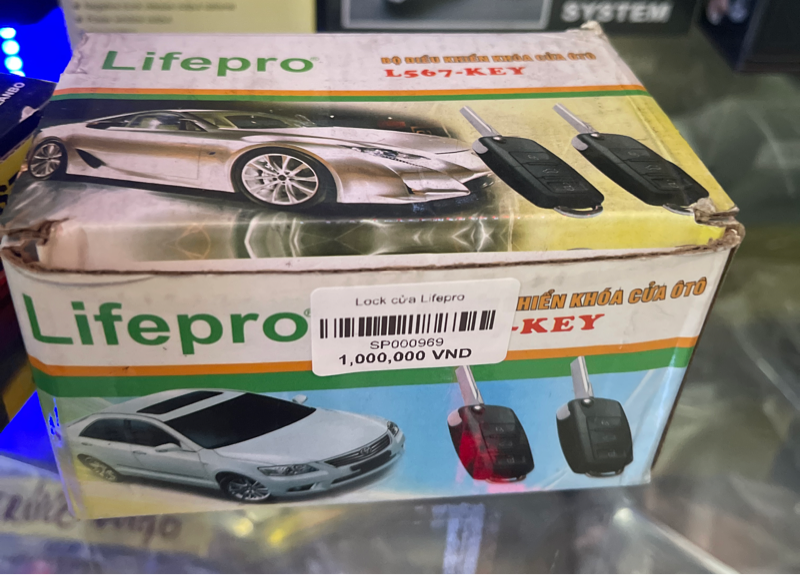 SYSTEM
Lifepro
BỘ ĐIỀU KHIỂN KHÓA CỬA ÔTÔ
L567-KEY
Lifepro
HIỂN KHÓA CỬA ÔTÔ
-KEY
Lock cửa Lifepro
SP000969
1,000,000 VND